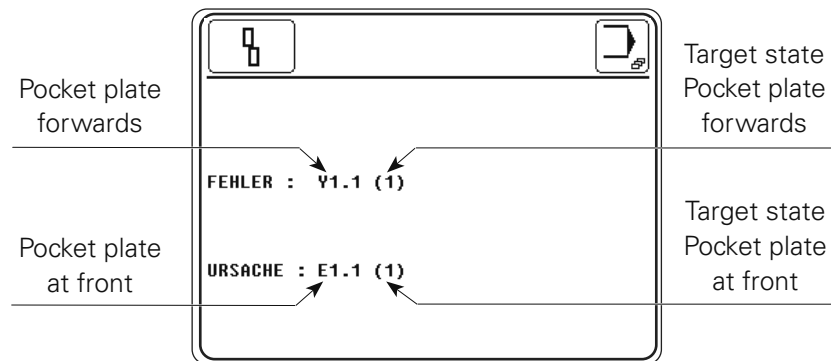 Pocket plate
forwards
Target state
Pocket plate
forwards
FEHLER : Y1.1 (1)
Pocket plate
at front
Target state
Pocket plate
at front
URSACHE : E1.1 (1)